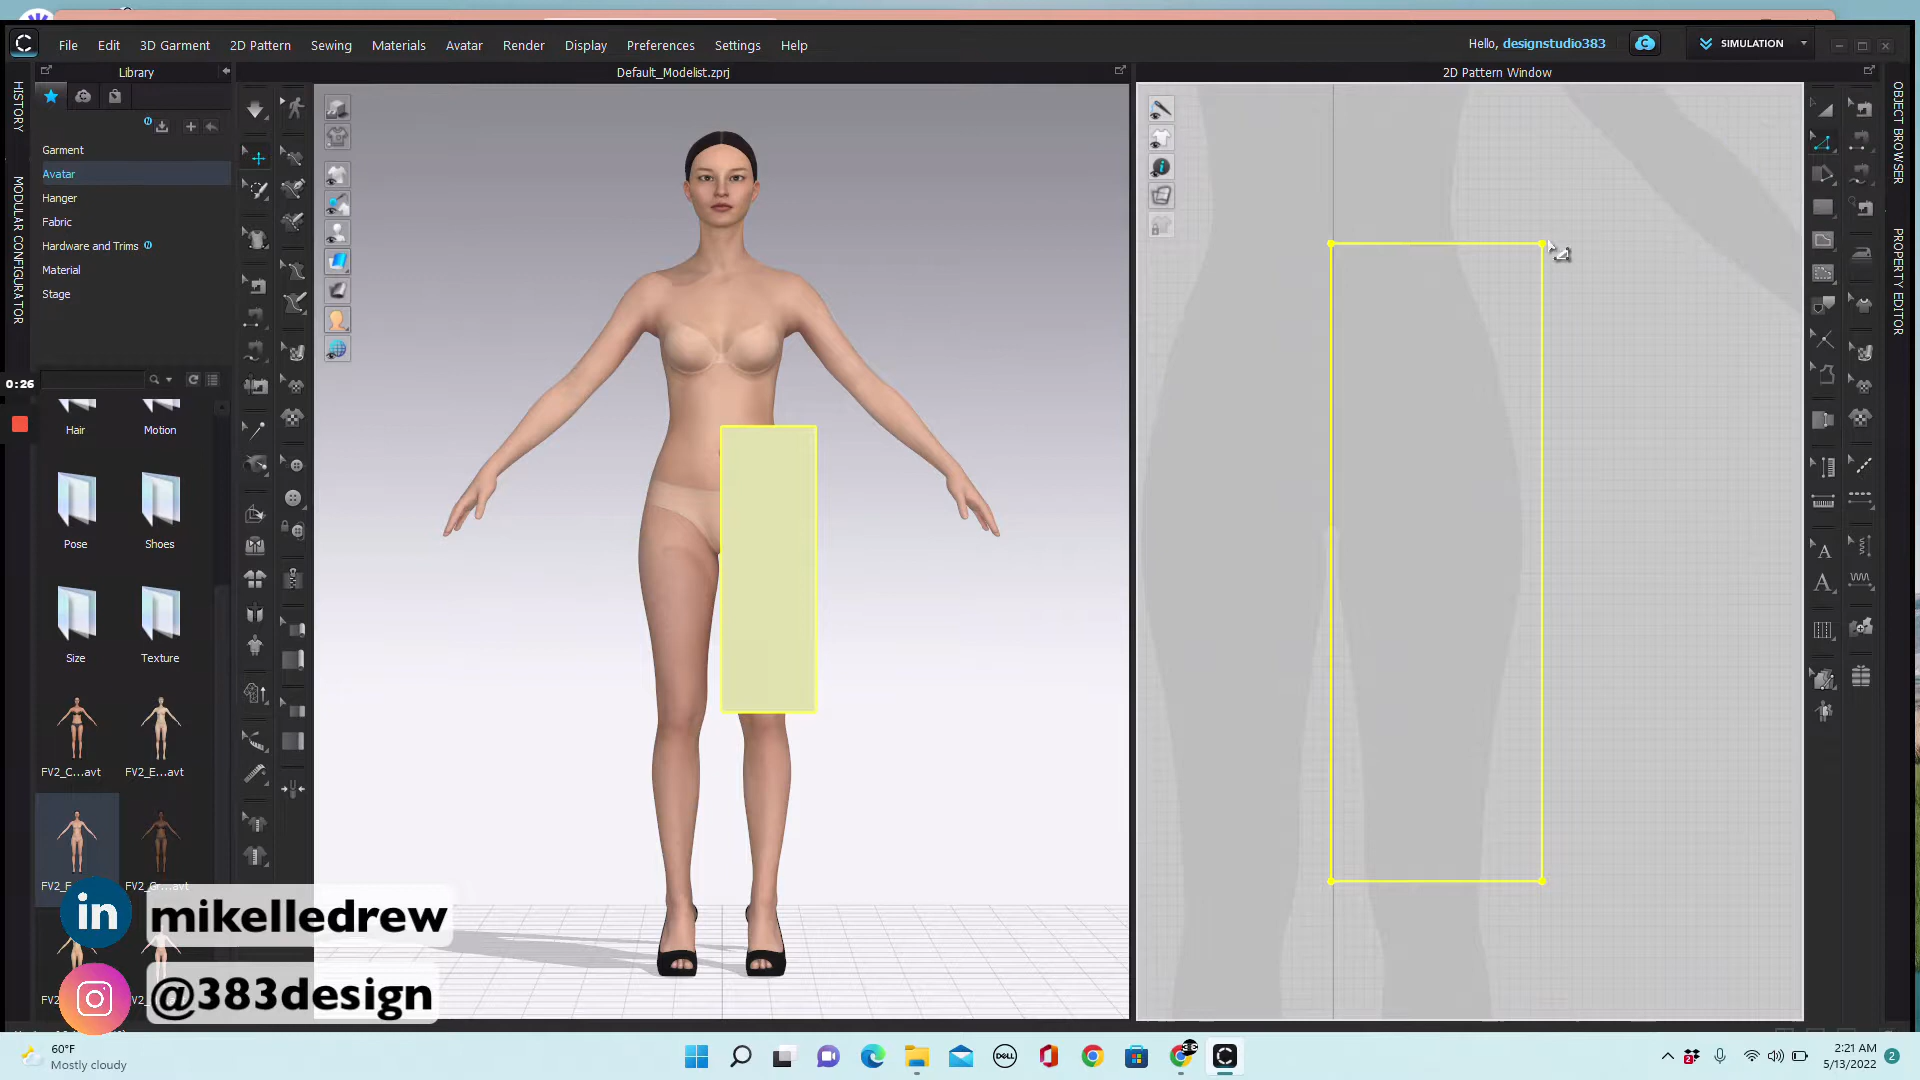 File Edit 3D Garment 2D Pattern Sewing Materials Avatar Render Display Preferences Settings Help
Hello, designstudio383
SIMULATION
Library
Default_Modelist.zprj
2D Pattern Window
HISTORY
MODULAR CONFIGURATOR
OBJECT BROWSER
PROPERTY EDITOR
Garment
Avatar
Hanger
Fabric
Hardware and Trims
Material
Stage
0:26
Hair Motion
Pose Shoes
Size Texture
FV2_C...avt FV2_E...avt
in mikelledrew
@383design
60°F
Mostly cloudy
DELL
2:21 AM
5/13/2022
2